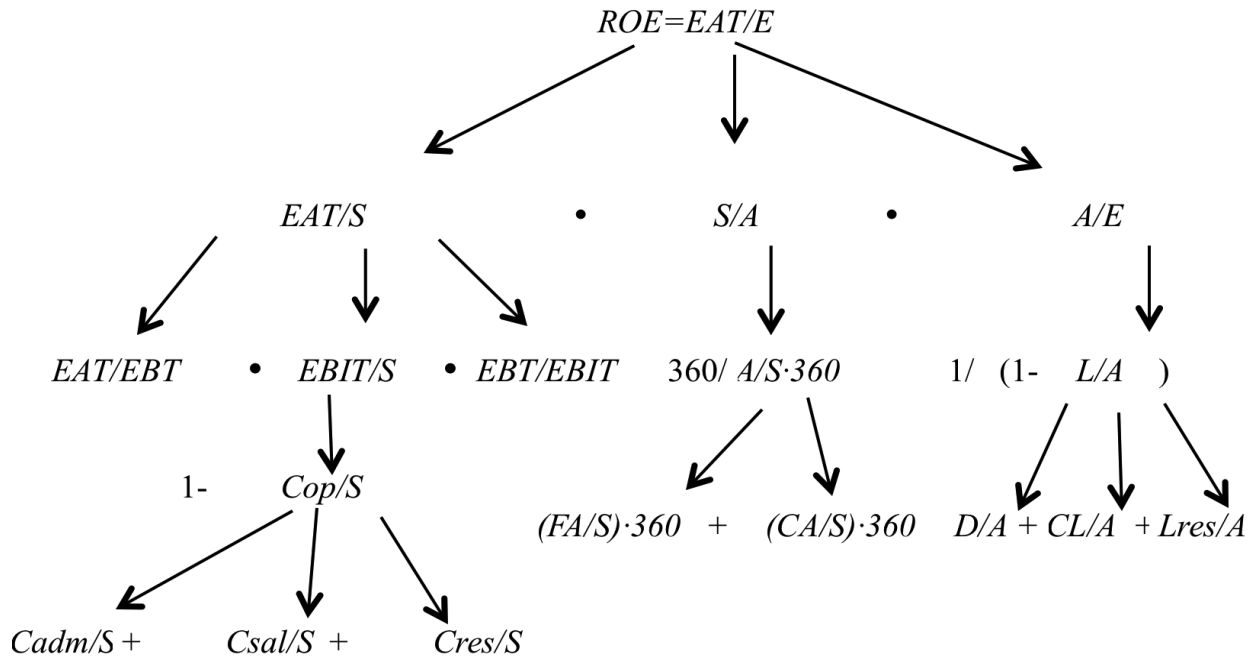 ROE=EAT/E
EAT/S • S/A • A/E
EAT/EBT • EBIT/S • EBT/EBIT 360/ A/S·360 1/ (1- L/A )
1- Cop/S
(FA/S)·360 + (CA/S)·360 D/A + CL/A + Lres/A
Cadm/S + Csal/S + Cres/S